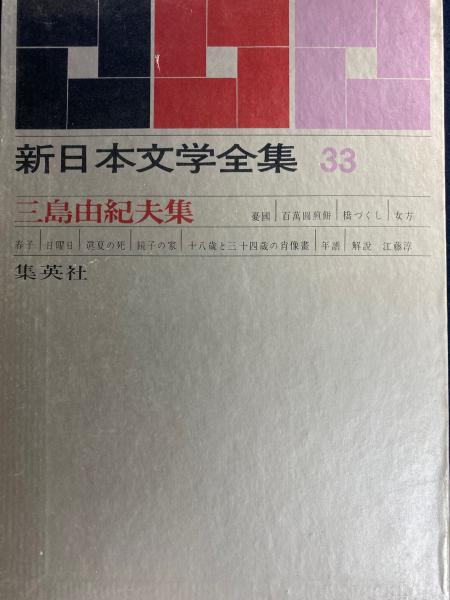 新日本文学全集 33
三島由紀夫集 憂國 百萬圓煎餅 橋づくし 女方
春子 日曜日 眞夏の死 鏡子の家 十八歳と三十四歳の肖像畫 年譜 解説 江藤淳
集英社